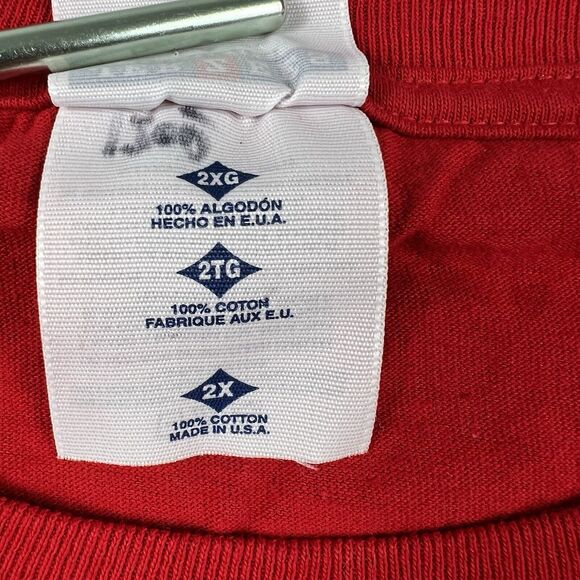 2XG
100% ALGODÓN
HECHO EN E.U.A.
2TG
100% COTON
FABRIQUE AUX E.U.
2X
100% COTTON
MADE IN U.S.A.